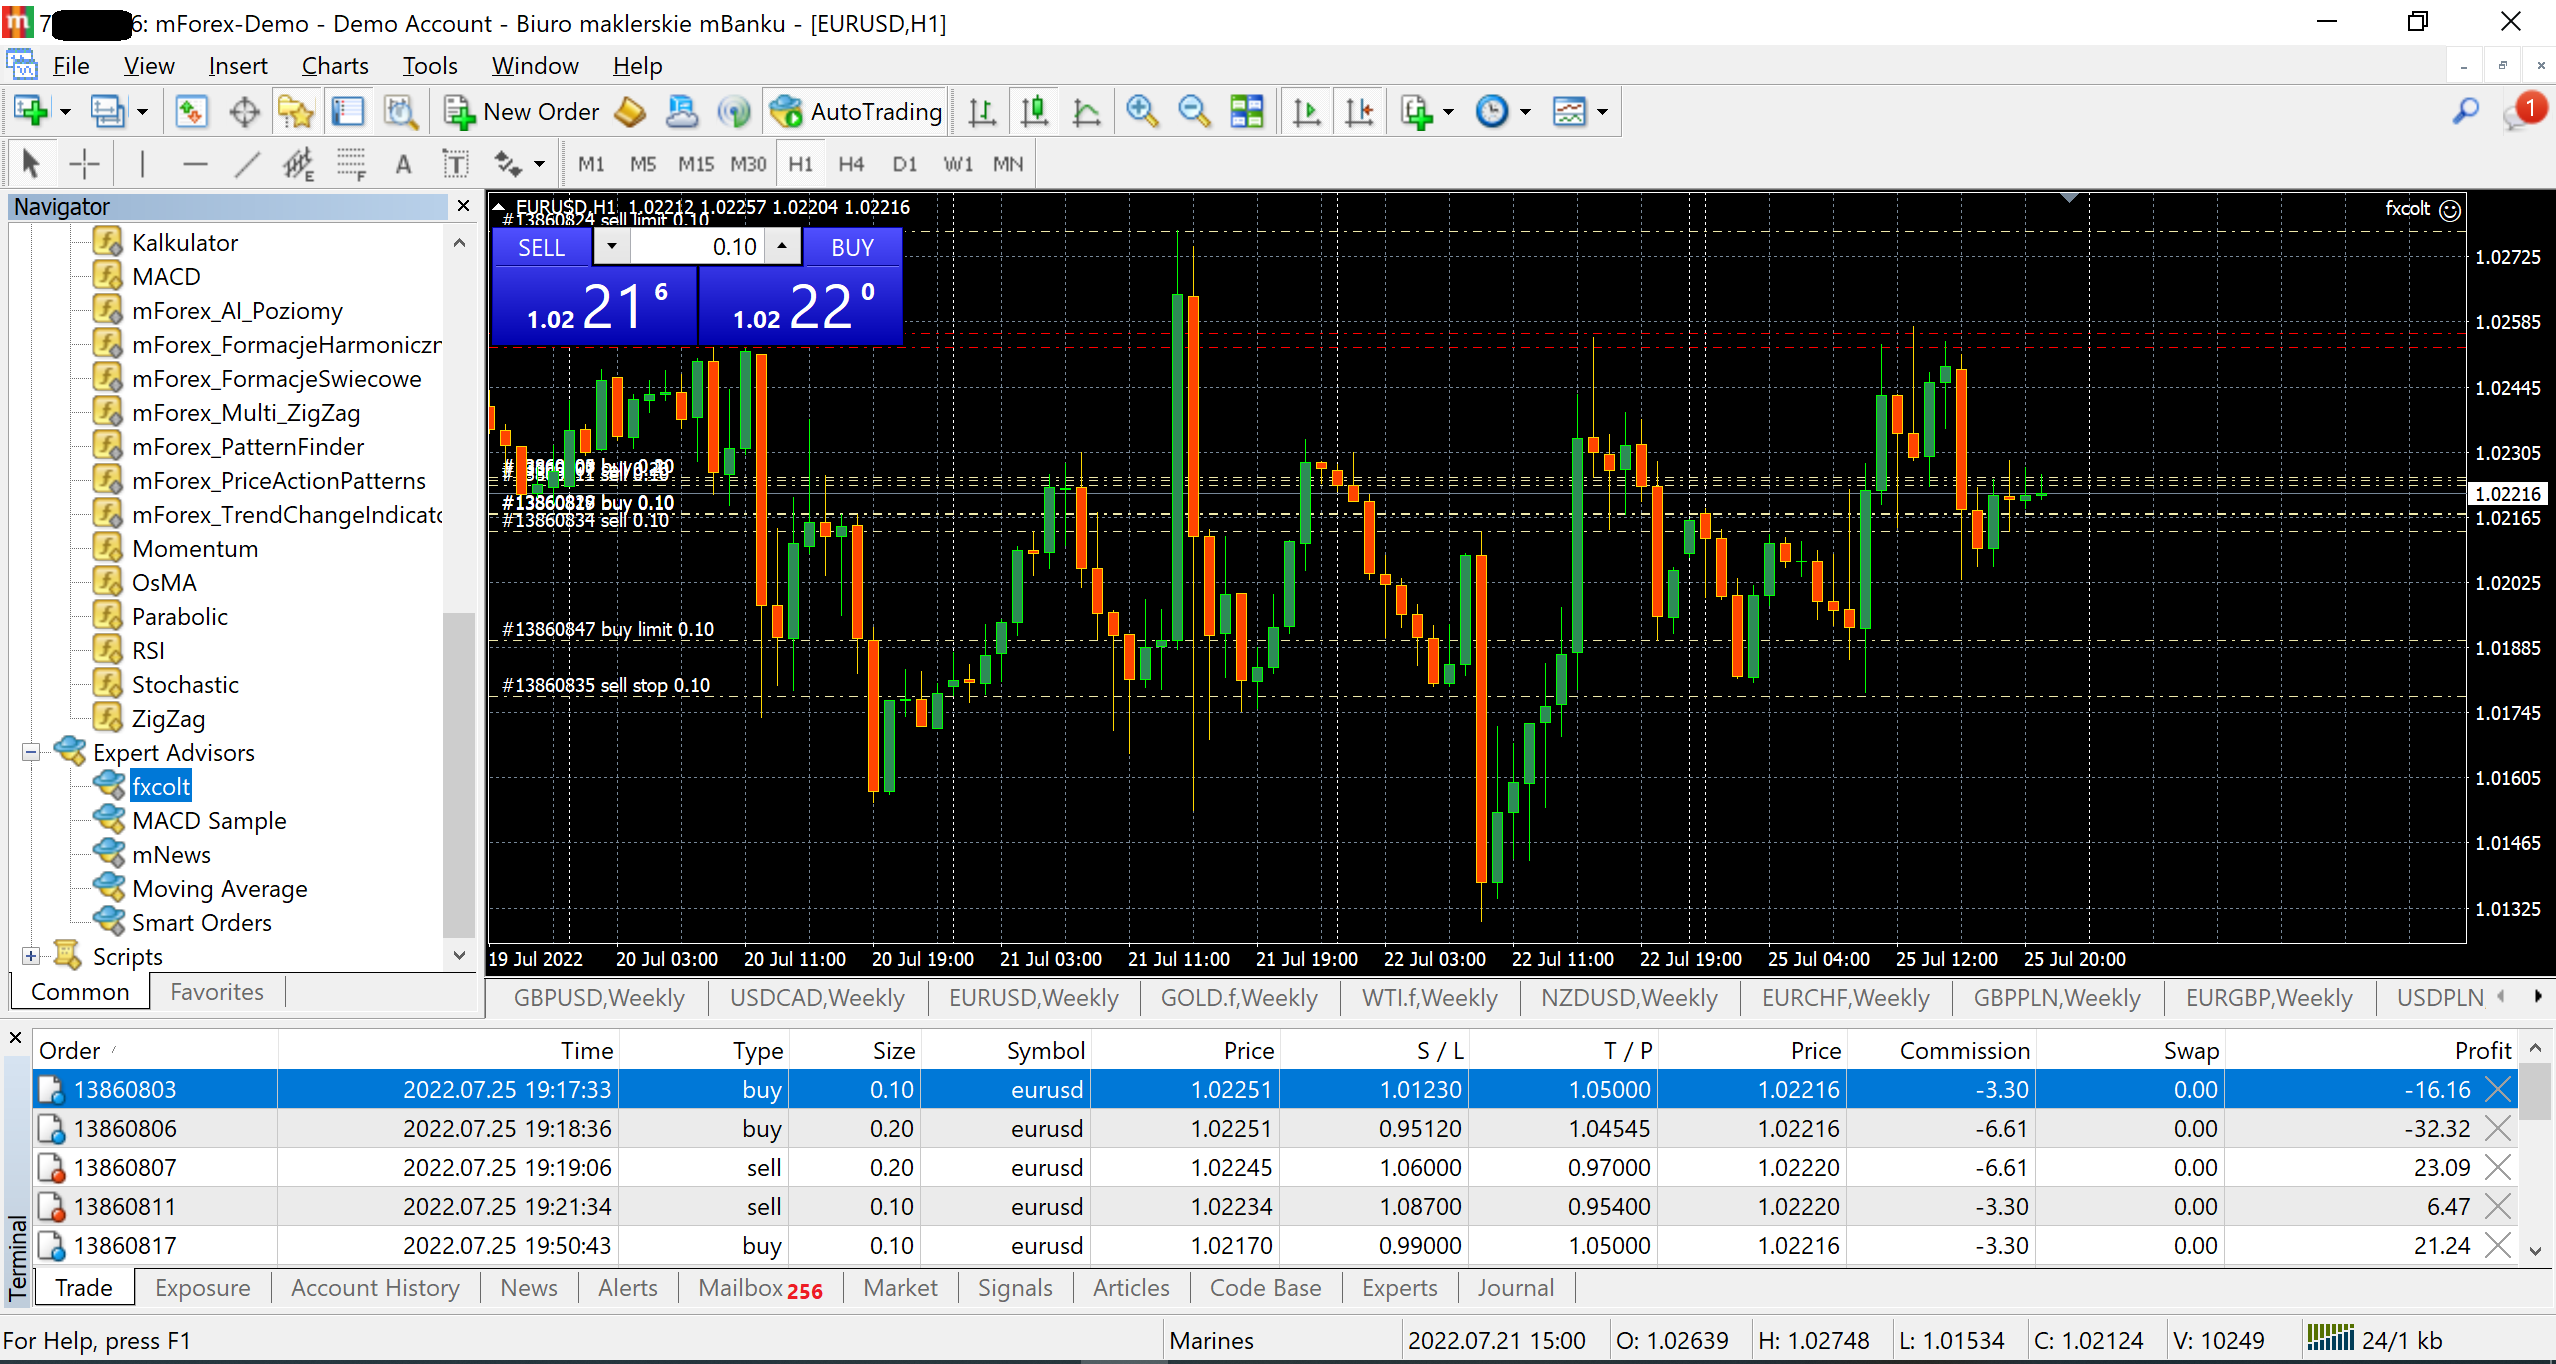 7 6: mForex-Demo - Demo Account - Biuro maklerskie mBanku - [EURUSD,H1]
File View Insert Charts Tools Window Help
New Order AutoTrading 1
E F A T M1 M5 M15 M30 H1 H4 D1 W1 MN
Navigator
Kalkulator
MACD
mForex_AI_Poziomy
mForex_FormacjeHarmoniczn
mForex_FormacjeSwiecowe
mForex_Multi_ZigZag
mForex_PatternFinder
mForex_PriceActionPatterns
mForex_TrendChangeIndicato
Momentum
OsMA
Parabolic
RSI
Stochastic
ZigZag
Expert Advisors
fxcolt
MACD Sample
mNews
Moving Average
Smart Orders
Scripts
Common Favorites
EURUSD,H1 1.02212 1.02257 1.02204 1.02216
fxcolt
#13860824 sell limit 0.10
SELL 0.10 BUY
1.02 21 6 1.02 22 0
buy 0.10
#13860834 sell 0.10
#13860847 buy limit 0.10
#13860835 sell stop 0.10
1.02725
1.02585
1.02445
1.02305
1.02216
1.02165
1.02025
1.01885
1.01745
1.01605
1.01465
1.01325
19 Jul 2022 20 Jul 03:00 20 Jul 11:00 20 Jul 19:00 21 Jul 03:00 21 Jul 11:00 21 Jul 19:00 22 Jul 03:00 22 Jul 11:00 22 Jul 19:00 25 Jul 04:00 25 Jul 12:00 25 Jul 20:00
GBPUSD,Weekly USDCAD,Weekly EURUSD,Weekly GOLD.f,Weekly WTI.f,Weekly NZDUSD,Weekly EURCHF,Weekly GBPPLN,Weekly EURGBP,Weekly USDPLN
Order Time Type Size Symbol Price S / L T / P Price Commission Swap Profit
13860803 2022.07.25 19:17:33 buy 0.10 eurusd 1.02251 1.01230 1.05000 1.02216 -3.30 0.00 -16.16
13860806 2022.07.25 19:18:36 buy 0.20 eurusd 1.02251 0.95120 1.04545 1.02216 -6.61 0.00 -32.32
13860807 2022.07.25 19:19:06 sell 0.20 eurusd 1.02245 1.06000 0.97000 1.02220 -6.61 0.00 23.09
13860811 2022.07.25 19:21:34 sell 0.10 eurusd 1.02234 1.08700 0.95400 1.02220 -3.30 0.00 6.47
13860817 2022.07.25 19:50:43 buy 0.10 eurusd 1.02170 0.99000 1.05000 1.02216 -3.30 0.00 21.24
Terminal
Trade Exposure Account History News Alerts Mailbox 256 Market Signals Articles Code Base Experts Journal
For Help, press F1 Marines 2022.07.21 15:00 O: 1.02639 H: 1.02748 L: 1.01534 C: 1.02124 V: 10249 24/1 kb